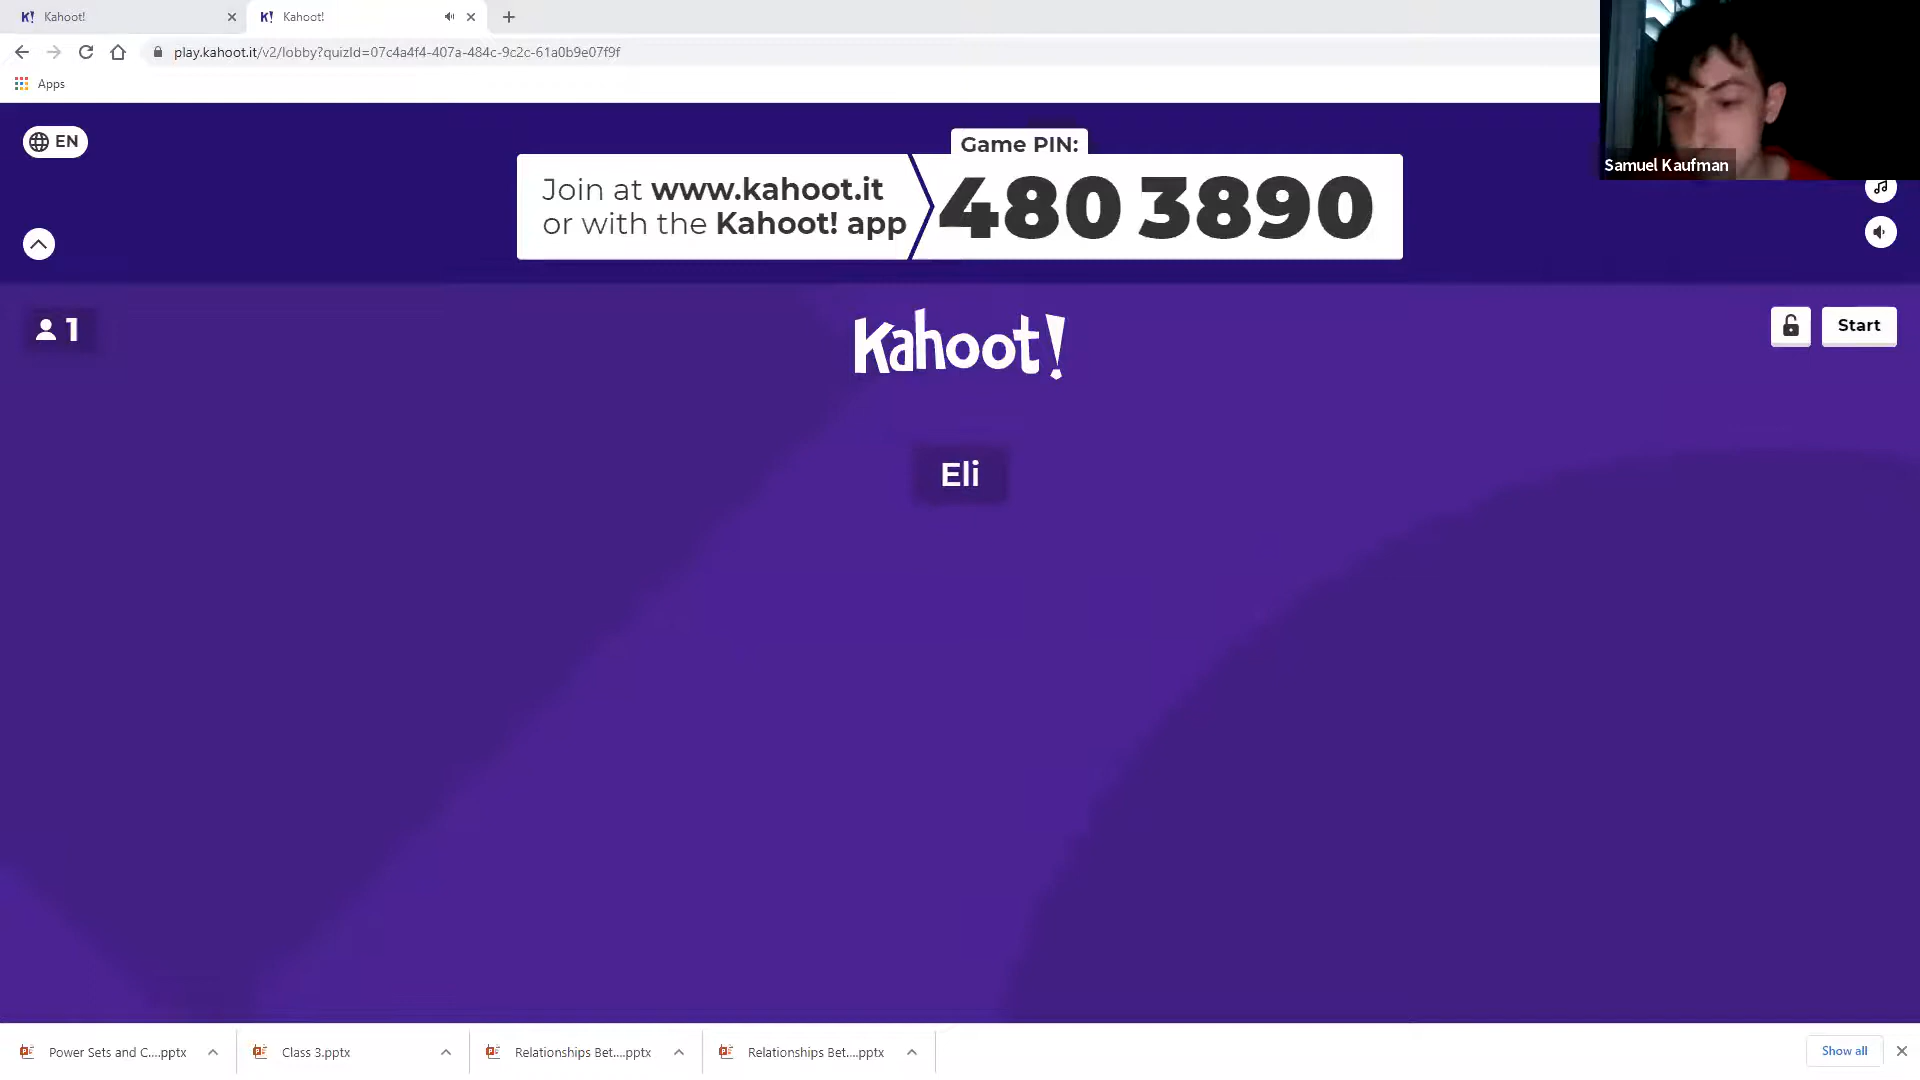 Kahoot!
Kahoot!
play.kahoot.it/v2/lobby?quizId=07c4a4f4-407a-484c-9c2c-61a0b9e07f9f
Apps
EN
Game PIN:
Join at www.kahoot.it
or with the Kahoot! app
480 3890
Samuel Kaufman
1
Kahoot!
Start
Eli
Power Sets and C....pptx
Class 3.pptx
Relationships Bet....pptx
Relationships Bet....pptx
Show all